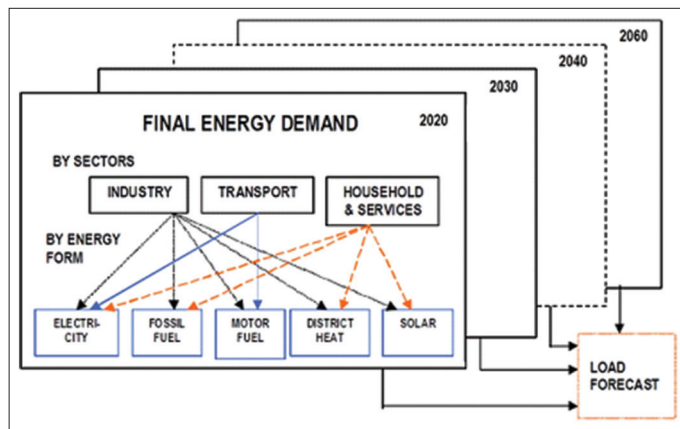 2060
2040
2030
FINAL ENERGY DEMAND
2020
BY SECTORS
INDUSTRY
TRANSPORT
HOUSEHOLD
& SERVICES
BY ENERGY
FORM
ELECTRI-
CITY
FOSSIL
FUEL
MOTOR
FUEL
DISTRICT
HEAT
SOLAR
LOAD
FORECAST